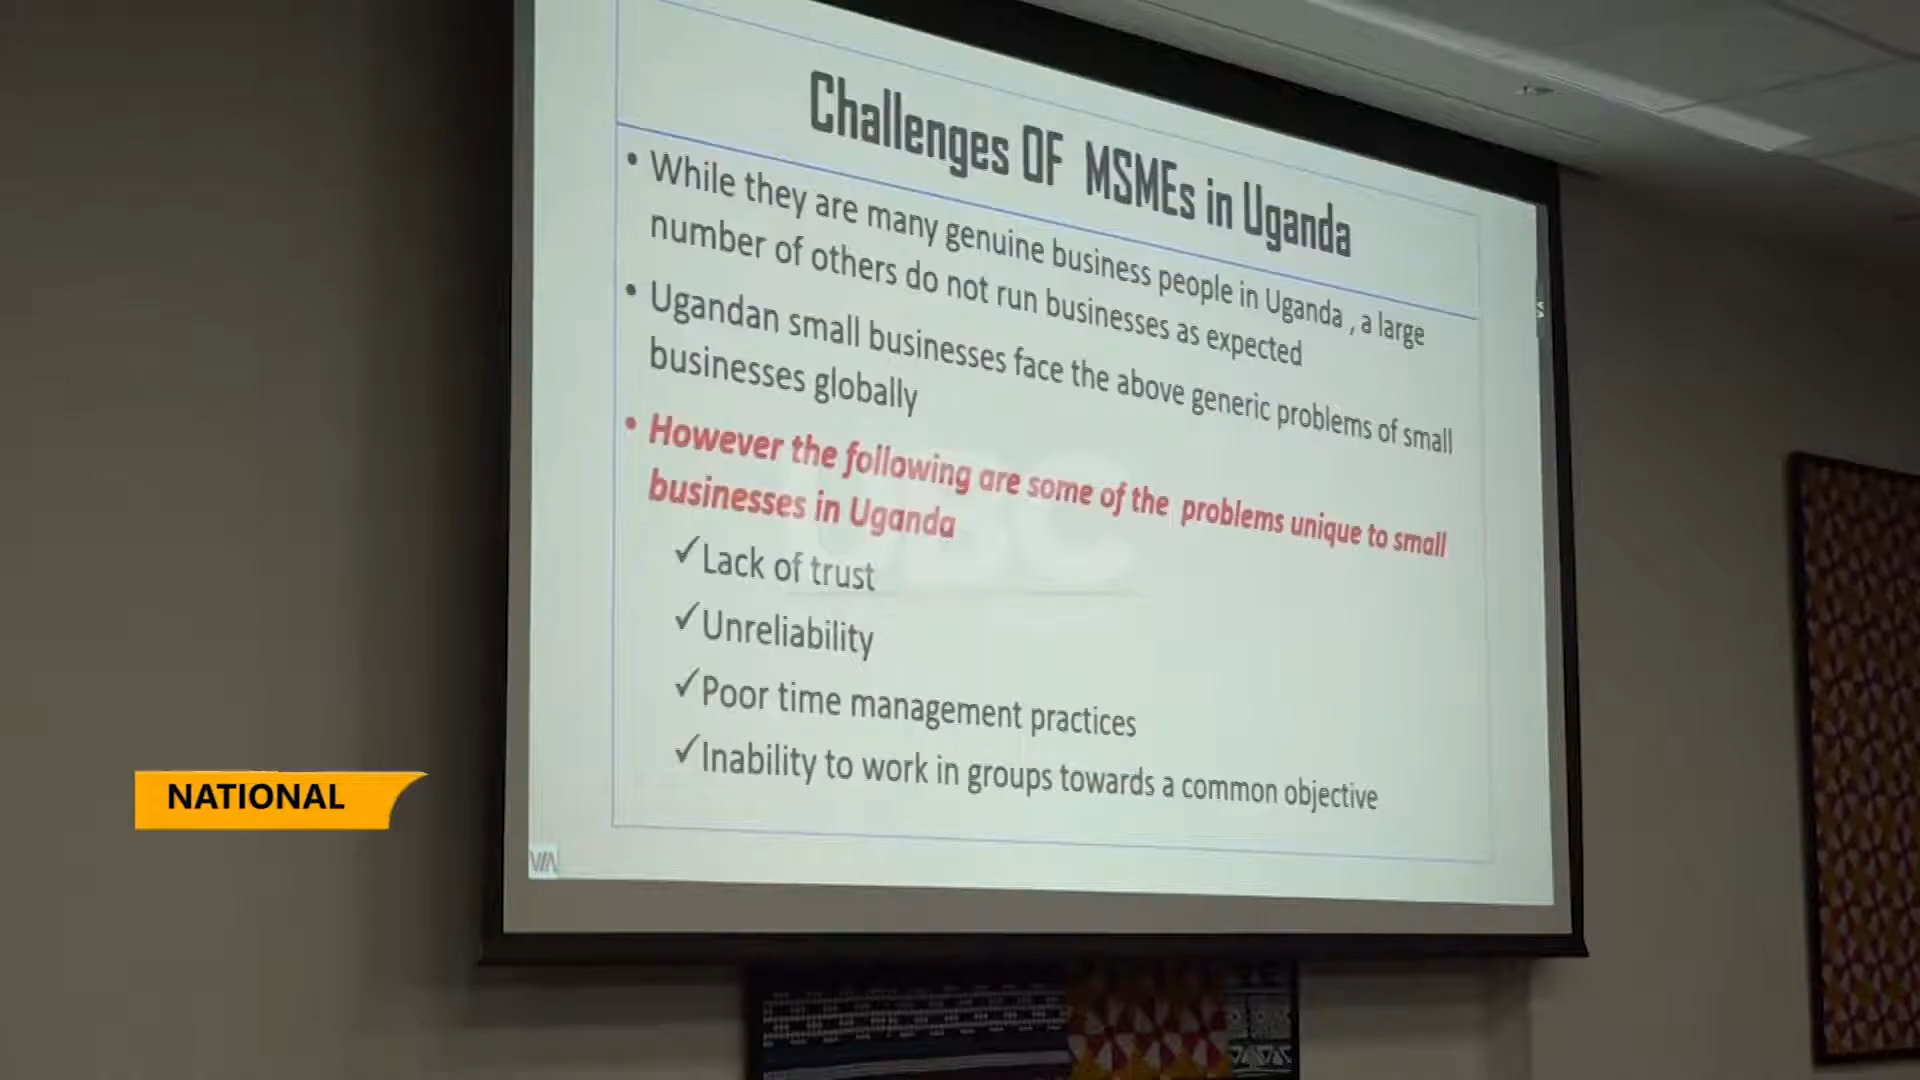 Challenges OF MSMEs in Uganda
• While they are many genuine business people in Uganda , a large
number of others do not run businesses as expected
• Ugandan small businesses face the above generic problems of small
businesses globally
• However the following are some of the problems unique to small
businesses in Uganda
✓Lack of trust
✓Unreliability
✓Poor time management practices
✓Inability to work in groups towards a common objective
NATIONAL